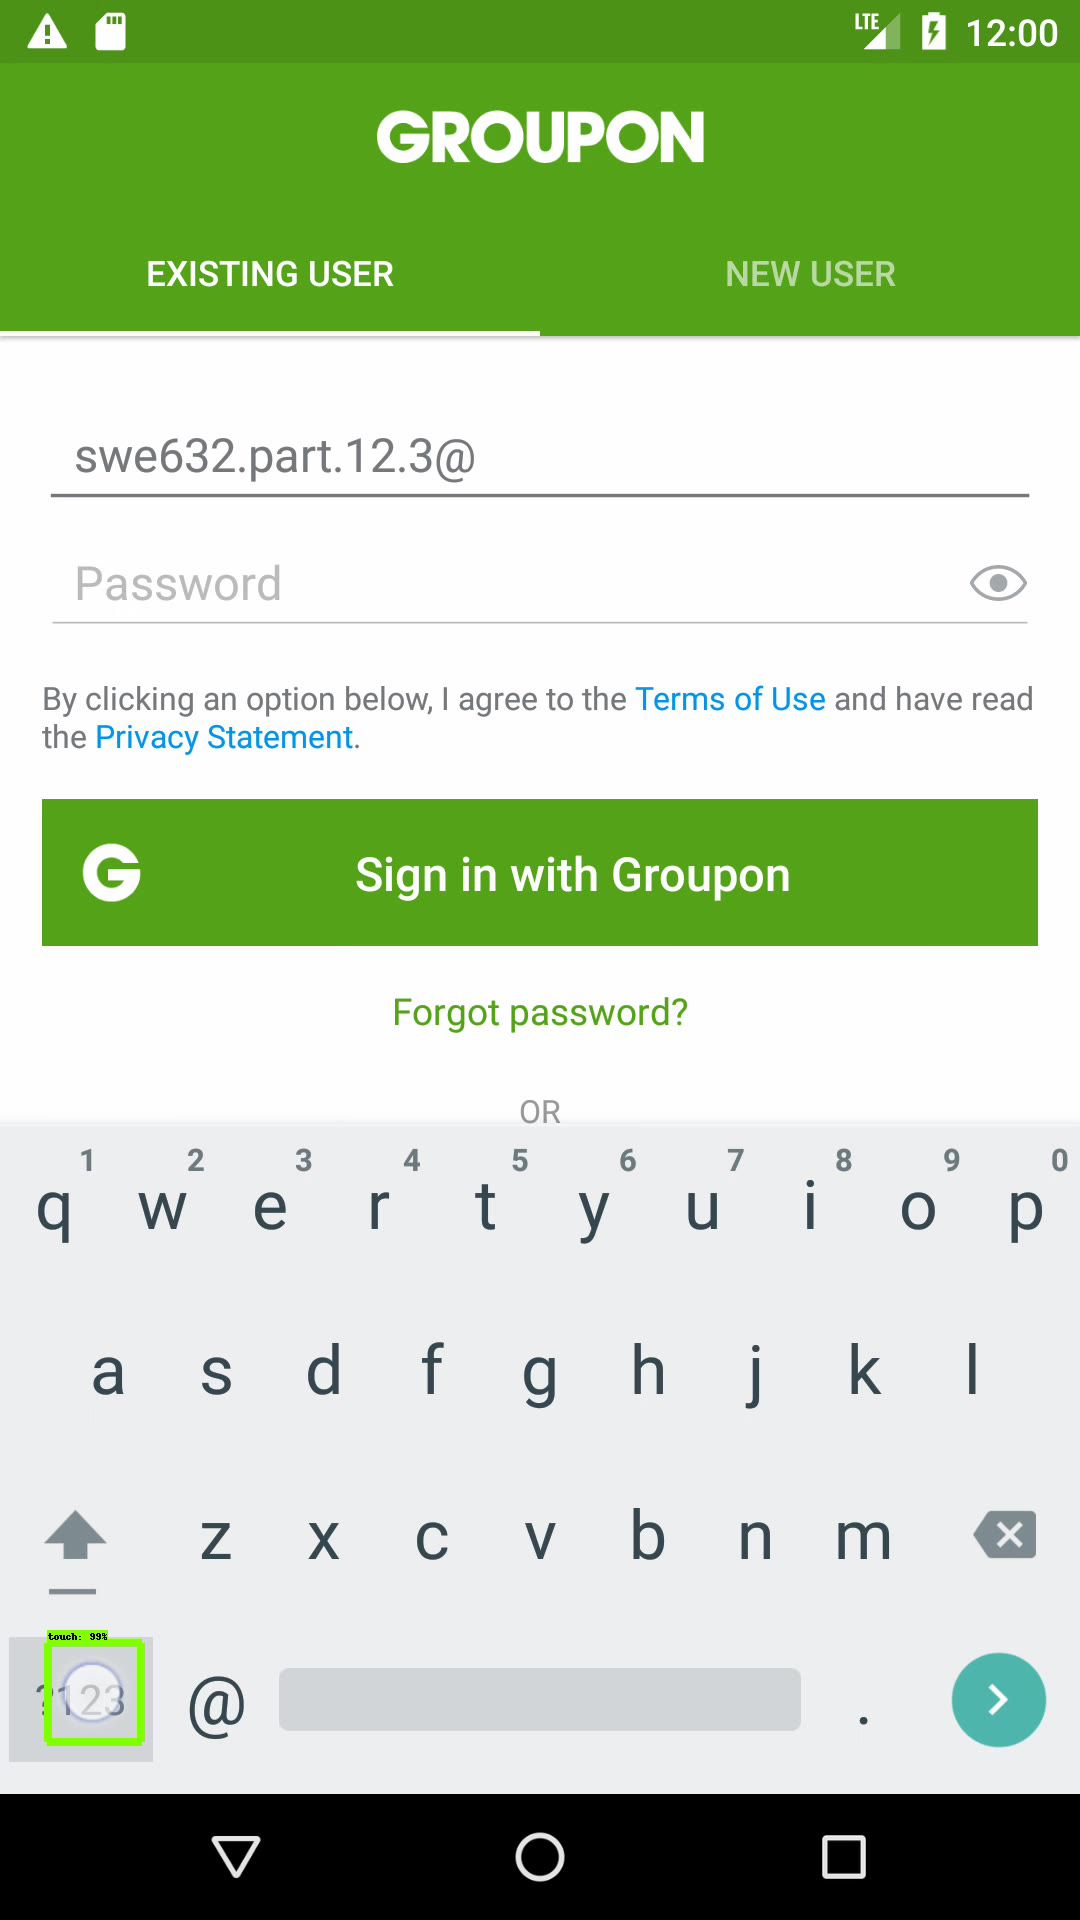 LTE 12:00
GROUPON
EXISTING USER NEW USER
swe632.part.12.3@
Password
By clicking an option below, I agree to the Terms of Use and have read
the Privacy Statement.
G Sign in with Groupon
Forgot password?
OR
1 2 3 4 5 6 7 8 9 0
q w e r t y u i o p
a s d f g h j k l
z x c v b n m
touch: 99%
?123 @ .